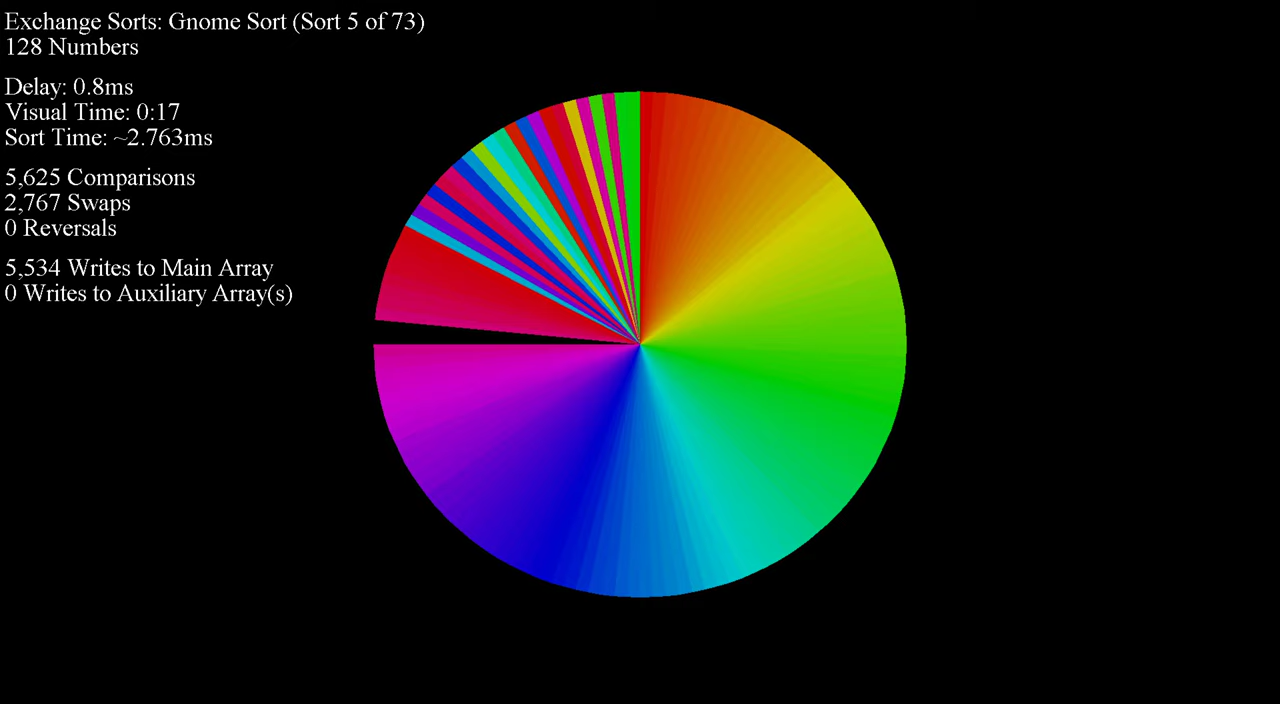 Exchange Sorts: Gnome Sort (Sort 5 of 73)
128 Numbers
Delay: 0.8ms
Visual Time: 0:17
Sort Time: ~2.763ms
5,625 Comparisons
2,767 Swaps
0 Reversals
5,534 Writes to Main Array
0 Writes to Auxiliary Array(s)